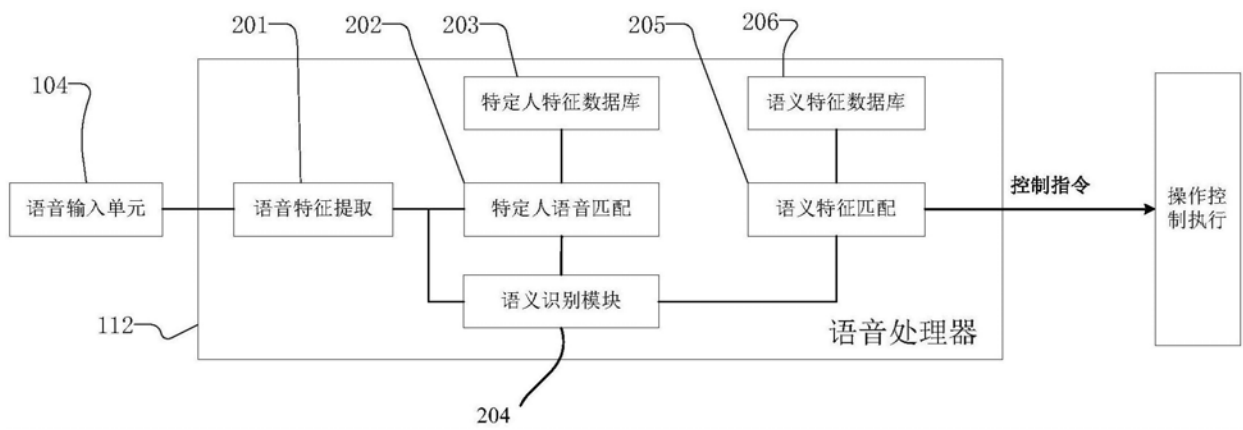 201
202
203
205
206
104
特定人特征数据库
语义特征数据库
语音输入单元
语音特征提取
特定人语音匹配
语义特征匹配
控制指令
操作控
制执行
语义识别模块
112
语音处理器
204